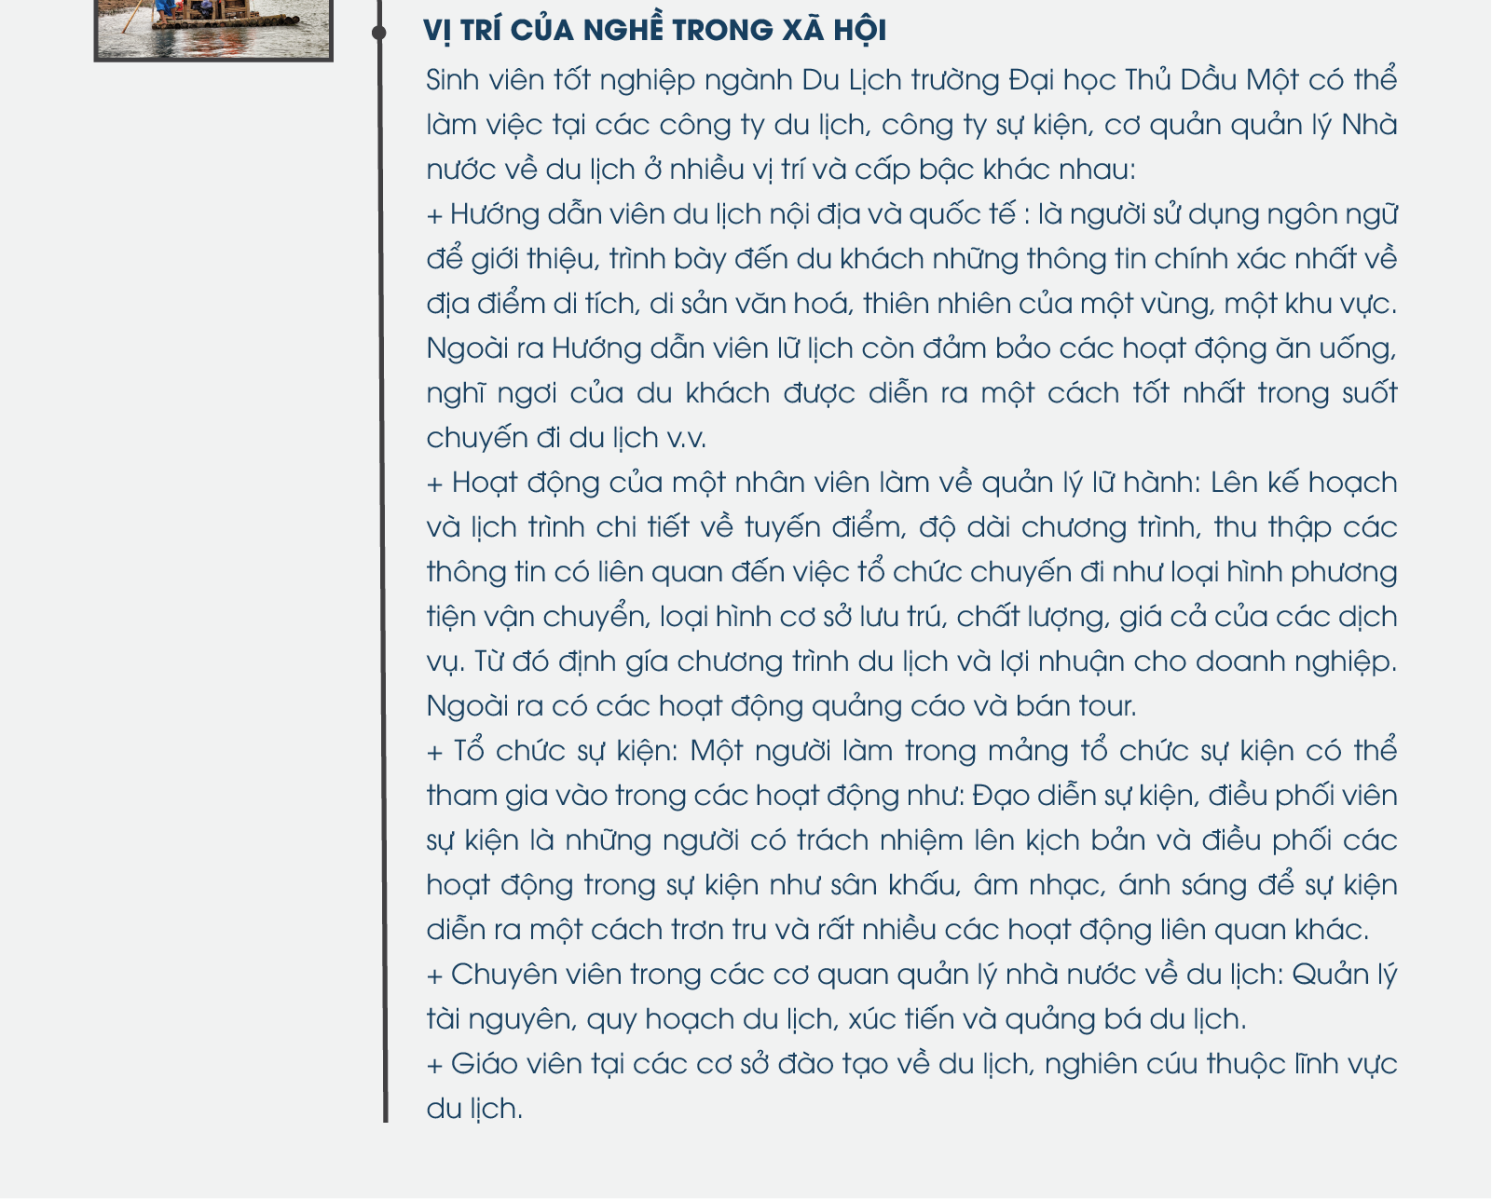 VỊ TRÍ CỦA NGHỀ TRONG XÃ HỘI
Sinh viên tốt nghiệp ngành Du Lịch trường Đại học Thủ Dầu Một có thể
làm việc tại các công ty du lịch, công ty sự kiện, cơ quản quản lý Nhà
nước về du lịch ở nhiều vị trí và cấp bậc khác nhau:
+ Hướng dẫn viên du lịch nội địa và quốc tế : là người sử dụng ngôn ngữ
để giới thiệu, trình bày đến du khách những thông tin chính xác nhất về
địa điểm di tích, di sản văn hoá, thiên nhiên của một vùng, một khu vực.
Ngoài ra Hướng dẫn viên lữ lịch còn đảm bảo các hoạt động ăn uống,
nghĩ ngơi của du khách được diễn ra một cách tốt nhất trong suốt
chuyến đi du lịch v.v.
+ Hoạt động của một nhân viên làm về quản lý lữ hành: Lên kế hoạch
và lịch trình chi tiết về tuyến điểm, độ dài chương trình, thu thập các
thông tin có liên quan đến việc tổ chức chuyến đi như loại hình phương
tiện vận chuyển, loại hình cơ sở lưu trú, chất lượng, giá cả của các dịch
vụ. Từ đó định gía chương trình du lịch và lợi nhuận cho doanh nghiệp.
Ngoài ra có các hoạt động quảng cáo và bán tour.
+ Tổ chức sự kiện: Một người làm trong mảng tổ chức sự kiện có thể
tham gia vào trong các hoạt động như: Đạo diễn sự kiện, điều phối viên
sự kiện là những người có trách nhiệm lên kịch bản và điều phối các
hoạt động trong sự kiện như sân khấu, âm nhạc, ánh sáng để sự kiện
diễn ra một cách trơn tru và rất nhiều các hoạt động liên quan khác.
+ Chuyên viên trong các cơ quan quản lý nhà nước về du lịch: Quản lý
tài nguyên, quy hoạch du lịch, xúc tiến và quảng bá du lịch.
+ Giáo viên tại các cơ sở đào tạo về du lịch, nghiên cúu thuộc lĩnh vực
du lịch.